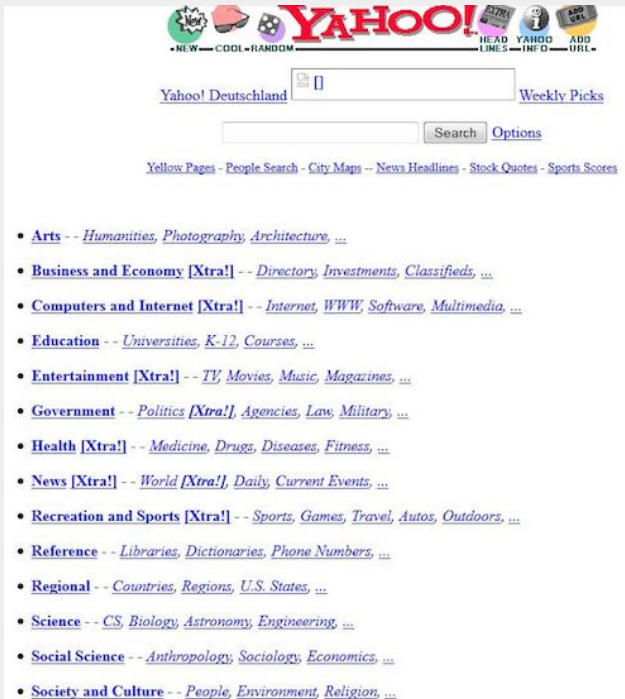 New
YAHOO!
EXTRA
i
ADD URL
NEW COOL RANDOM
HEAD LINES YAHOO INFO ADD URL
Yahoo! Deutschland [] Weekly Picks
Search Options
Yellow Pages - People Search - City Maps -- News Headlines - Stock Quotes - Sports Scores
• Arts - - Humanities, Photography, Architecture, ...
• Business and Economy [Xtra!] - - Directory, Investments, Classifieds, ...
• Computers and Internet [Xtra!] - - Internet, WWW, Software, Multimedia, ...
• Education - - Universities, K-12, Courses, ...
• Entertainment [Xtra!] - - TV, Movies, Music, Magazines, ...
• Government - - Politics [Xtra!], Agencies, Law, Military, ...
• Health [Xtra!] - - Medicine, Drugs, Diseases, Fitness, ...
• News [Xtra!] - - World [Xtra!], Daily, Current Events, ...
• Recreation and Sports [Xtra!] - - Sports, Games, Travel, Autos, Outdoors, ...
• Reference - - Libraries, Dictionaries, Phone Numbers, ...
• Regional - - Countries, Regions, U.S. States, ...
• Science - - CS, Biology, Astronomy, Engineering, ...
• Social Science - - Anthropology, Sociology, Economics, ...
• Society and Culture - - People, Environment, Religion, ...